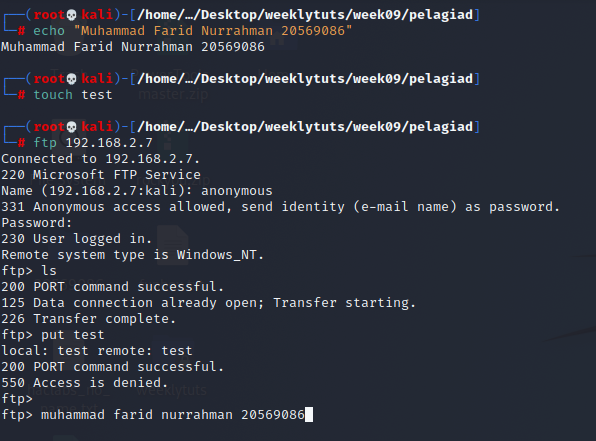 ┌──(root💀kali)-[/home/…/Desktop/weeklytuts/week09/pelagiad]
└─# echo "Muhammad Farid Nurrahman 20569086"
Muhammad Farid Nurrahman 20569086
┌──(root💀kali)-[/home/…/Desktop/weeklytuts/week09/pelagiad]
└─# touch test
master.zip
┌──(root💀kali)-[/home/…/Desktop/weeklytuts/week09/pelagiad]
└─# ftp 192.168.2.7
Connected to 192.168.2.7.
220 Microsoft FTP Service
Name (192.168.2.7:kali): anonymous
331 Anonymous access allowed, send identity (e-mail name) as password.
Password:
230 User logged in.
Remote system type is Windows_NT.
ftp> ls
200 PORT command successful.
125 Data connection already open; Transfer starting.
226 Transfer complete.
ftp> put test
local: test remote: test
200 PORT command successful.
550 Access is denied.
ftp>
weeklytuts
ftp> muhammad farid nurrahman 20569086